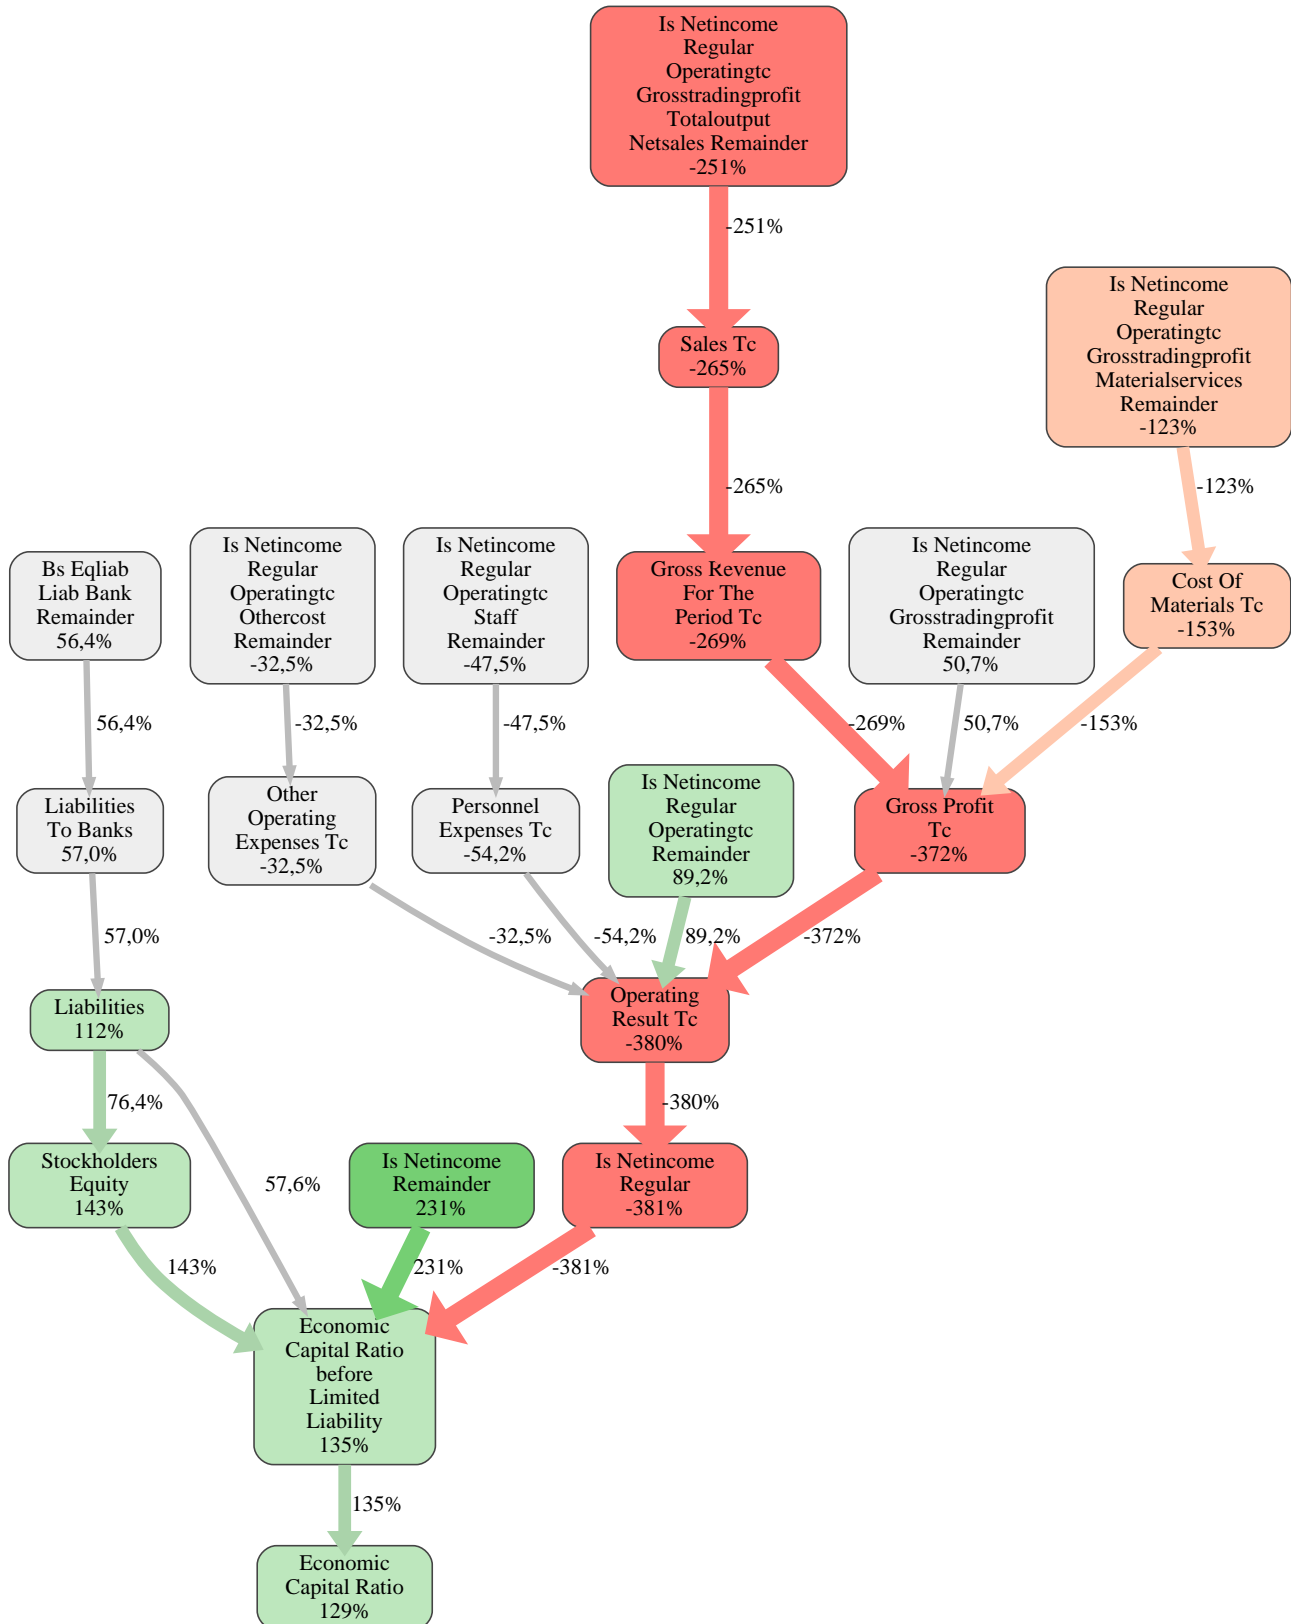 Is Netincome
Regular
Operatingtc
Grosstradingprofit
Totaloutput
Netsales Remainder
-251%
-251%
Is Netincome
Regular
Operatingtc
Grosstradingprofit
Materialservices
Remainder
-123%
Sales Tc
-265%
-265%
-123%
Bs Eqliab
Liab Bank
Remainder
56,4%
Is Netincome
Regular
Operatingtc
Othercost
Remainder
-32,5%
Is Netincome
Regular
Operatingtc
Staff
Remainder
-47,5%
Gross Revenue
For The
Period Tc
-269%
Is Netincome
Regular
Operatingtc
Grosstradingprofit
Remainder
50,7%
Cost Of
Materials Tc
-153%
56,4%
-32,5%
-47,5%
-269%
50,7%
-153%
Liabilities
To Banks
57,0%
Other
Operating
Expenses Tc
-32,5%
Personnel
Expenses Tc
-54,2%
Is Netincome
Regular
Operatingtc
Remainder
89,2%
Gross Profit
Tc
-372%
57,0%
-32,5%
-54,2%
89,2%
-372%
Liabilities
112%
Operating
Result Tc
-380%
76,4%
-380%
Stockholders
Equity
143%
57,6%
Is Netincome
Remainder
231%
Is Netincome
Regular
-381%
143%
231%
-381%
Economic
Capital Ratio
before
Limited
Liability
135%
135%
Economic
Capital Ratio
129%